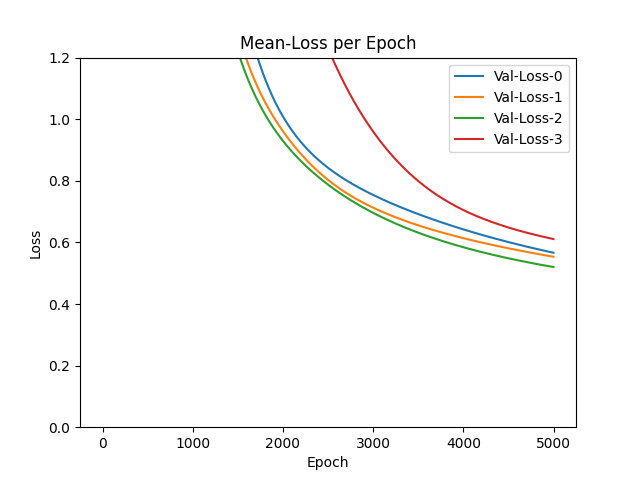 Mean-Loss per Epoch
1.2
1.0
0.8
0.6
0.4
0.2
0.0
Loss
Val-Loss-0
Val-Loss-1
Val-Loss-2
Val-Loss-3
0 1000 2000 3000 4000 5000
Epoch